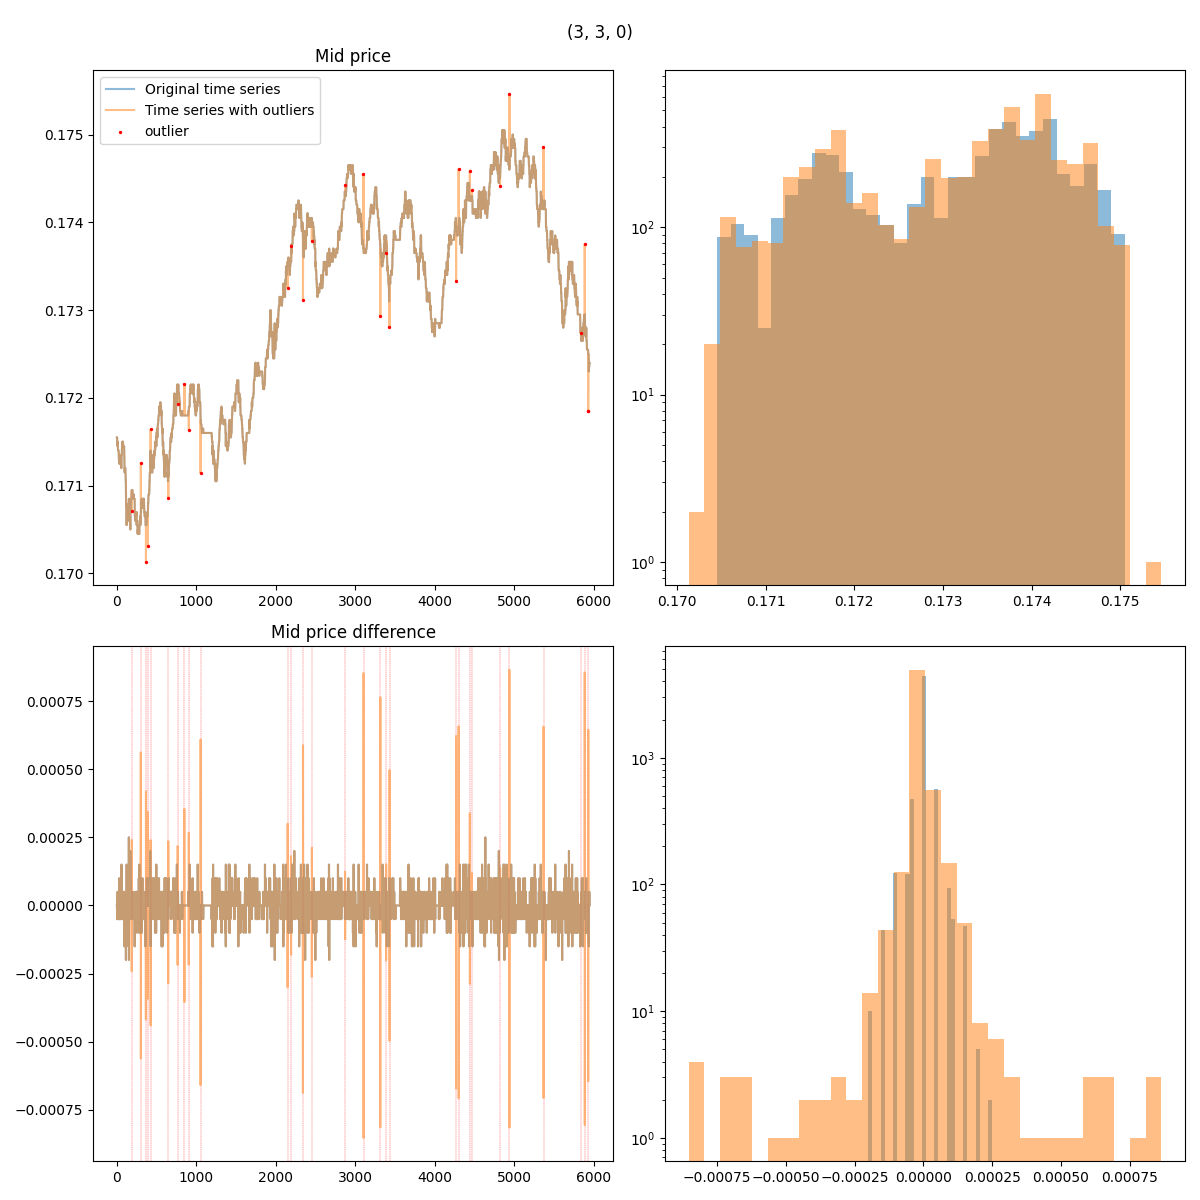 (3, 3, 0)
Mid price
Original time series
Time series with outliers
outlier
0.175
0.174
0.173
0.172
0.171
0.170
0 1000 2000 3000 4000 5000 6000
10²
10¹
10⁰
0.170 0.171 0.172 0.173 0.174 0.175
Mid price difference
0.00075
0.00050
0.00025
0.00000
−0.00025
−0.00050
−0.00075
0 1000 2000 3000 4000 5000 6000
10³
10²
10¹
10⁰
−0.00075 −0.00050 −0.00025 0.00000 0.00025 0.00050 0.00075